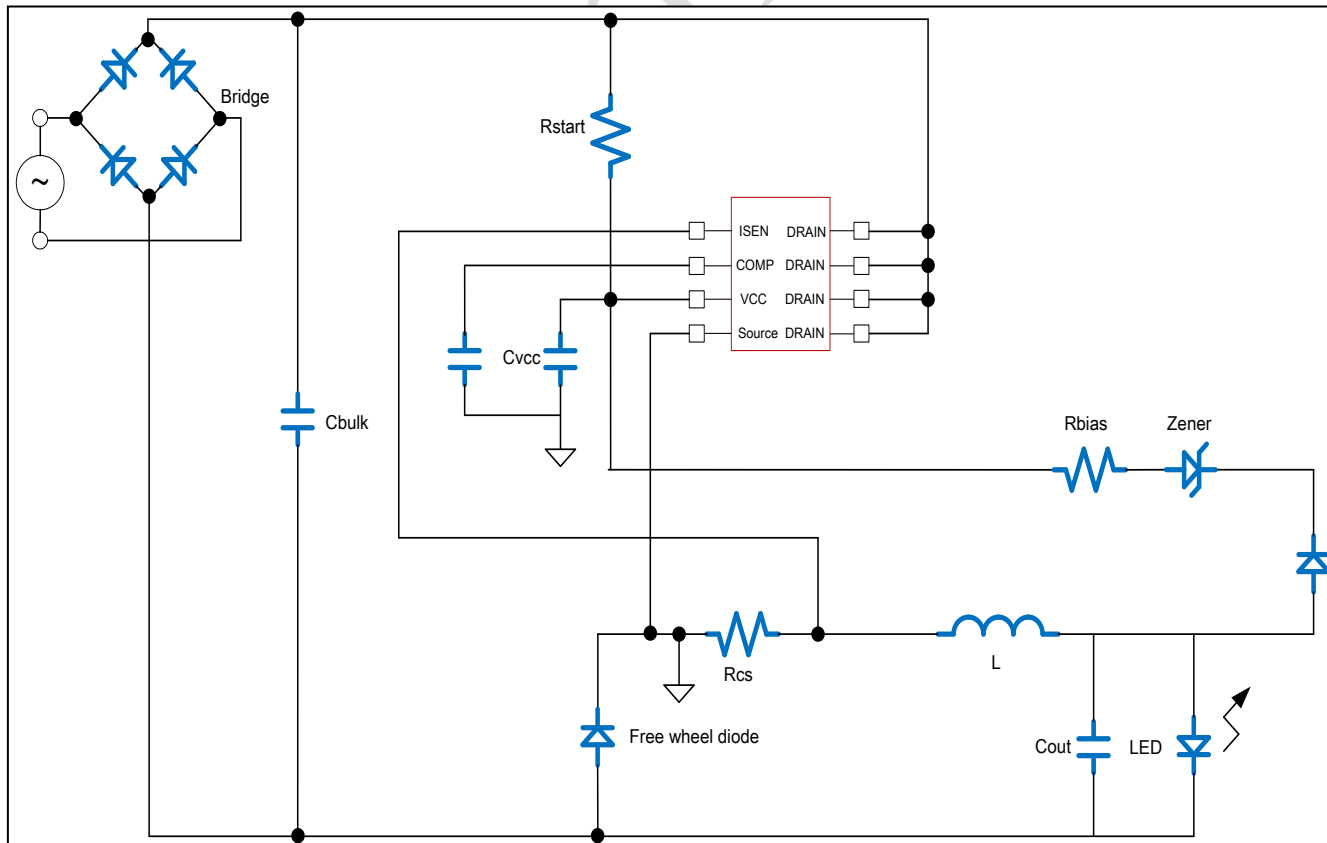 Bridge
Rstart
~
ISEN DRAIN
COMP DRAIN
VCC DRAIN
Source DRAIN
Cvcc
Cbulk
Rbias Zener
Rcs
L
Free wheel diode
Cout LED